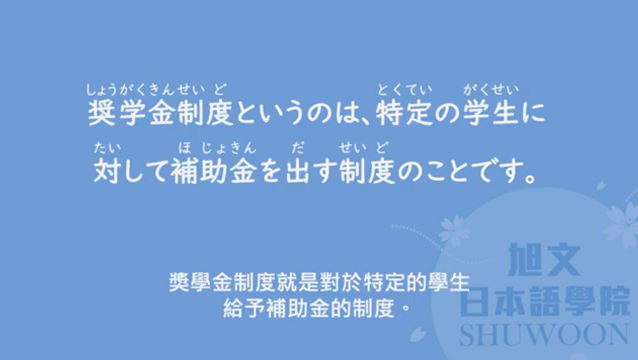 しょうがくきんせい ど とくてい がくせい
奨学金制度というのは、特定の学生に
たい ほ じょきん だ せい ど
対して補助金を出す制度のことです。
獎學金制度就是對於特定的學生
給予補助金的制度。
旭文
日本語學院
SHUWOON